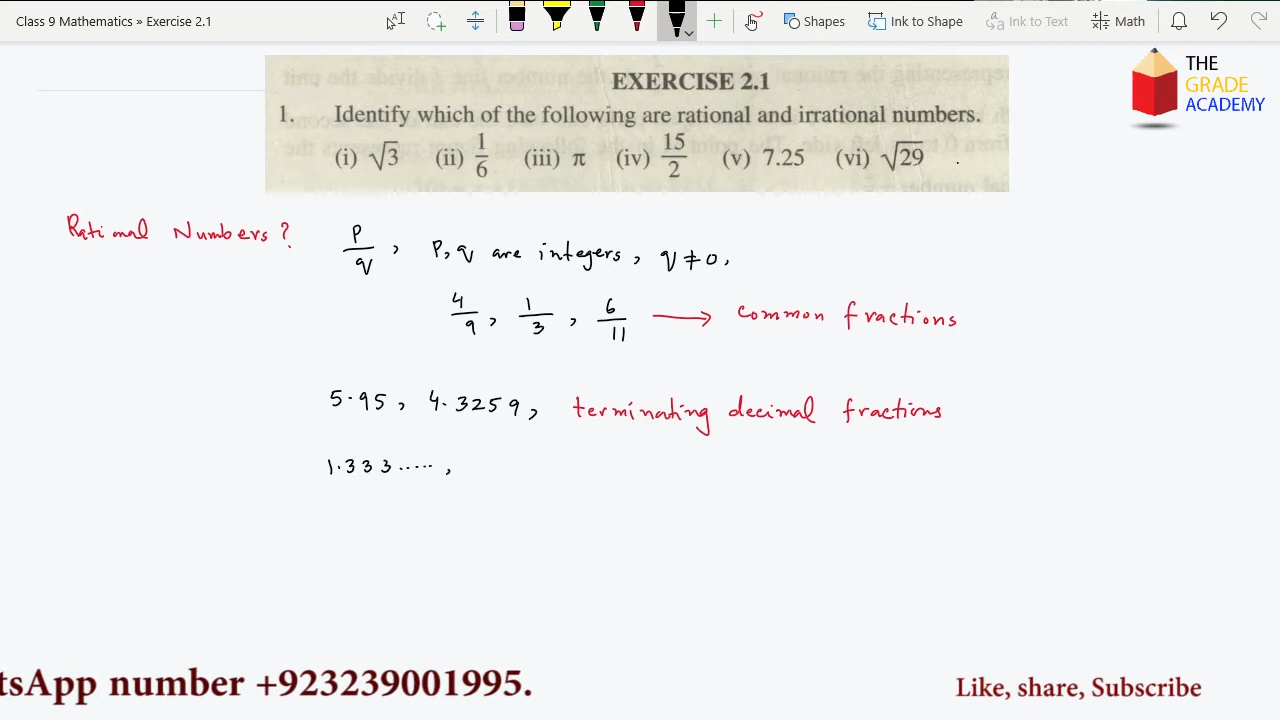 Class 9 Mathematics » Exercise 2.1
Shapes Ink to Shape Ink to Text Math
THE
GRADE
ACADEMY
EXERCISE 2.1
1. Identify which of the following are rational and irrational numbers.
(i) √3 (ii) 1/6 (iii) π (iv) 15/2 (v) 7.25 (vi) √29
Rational Numbers? P/q, P, q are integers, q ≠ 0,
4/9, 1/3, 6/11 → Common fractions
5.95, 4.3259, terminating decimal fractions
1.333.....,
tsApp number +923239001995.
Like, share, Subscribe